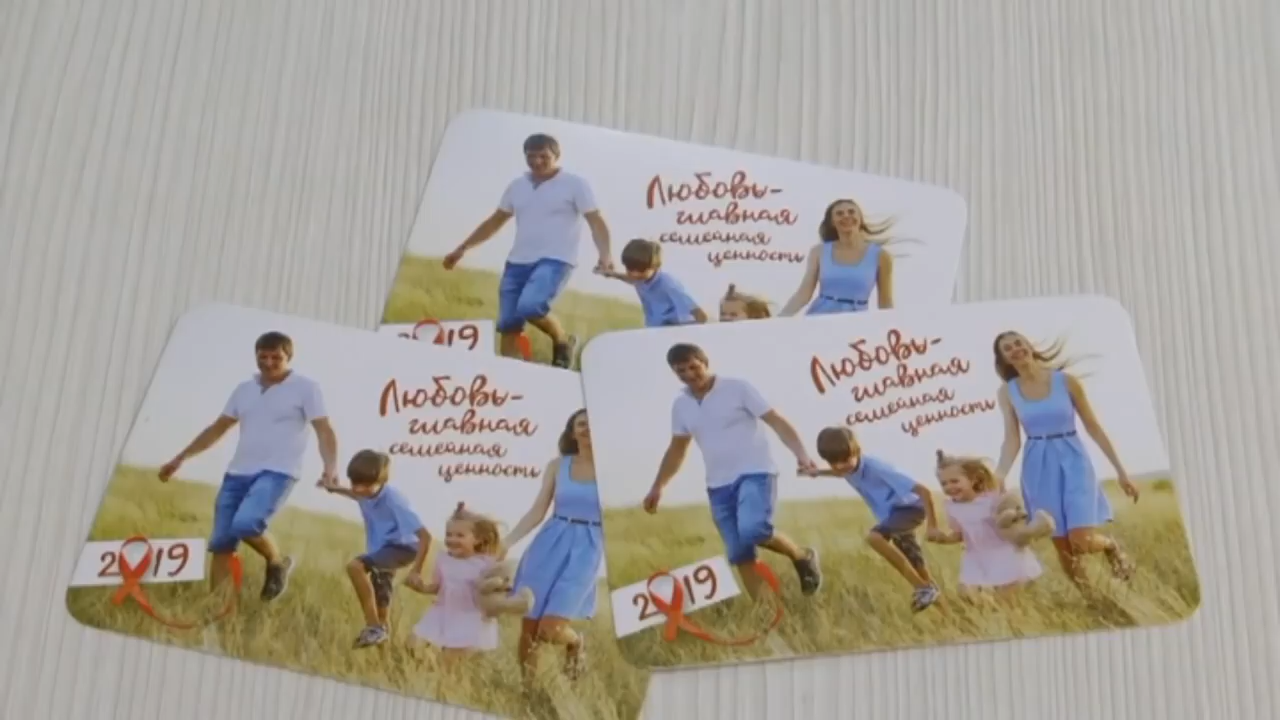 Любовь-
главная
семейная
ценность
2019
Любовь-
главная
семейная
ценность
2019
Любовь-
главная
семейная
ценность
2019